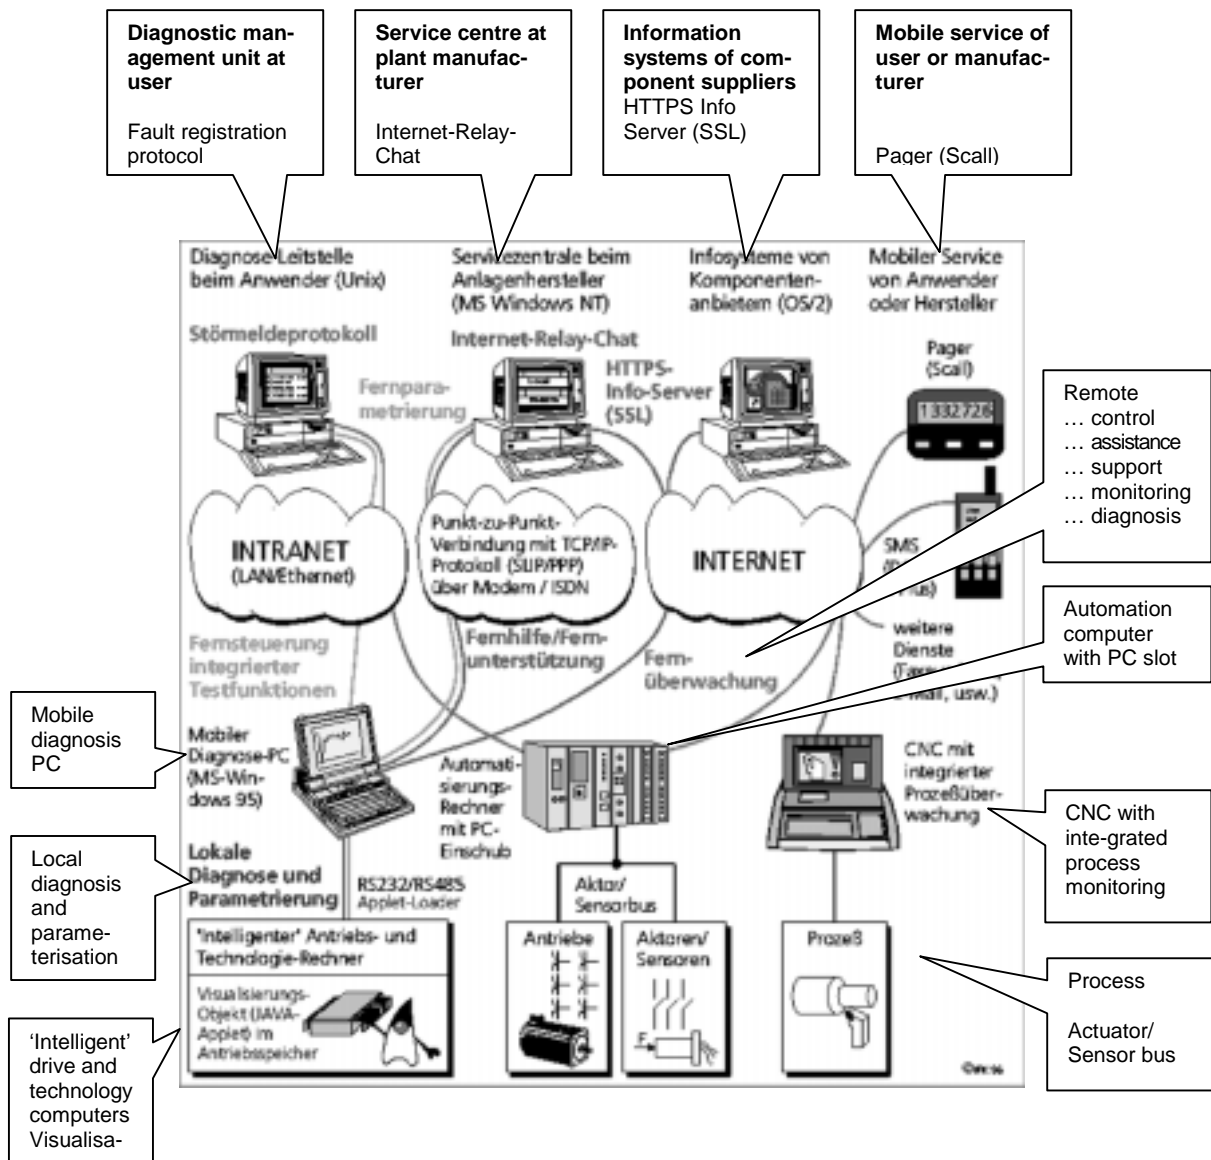 Diagnostic man-
agement unit at
user
Fault registration
protocol
Service centre at
plant manufac-
turer
Internet-Relay-
Chat
Information
systems of com-
ponent suppliers
HTTPS Info
Server (SSL)
Mobile service of
user or manufac-
turer
Pager (Scall)
Diagnose-Leitstelle
beim Anwender (Unix)
Störmeldeprotokoll
Servicezentrale beim
Anlagenhersteller
(MS Windows NT)
Internet-Relay-Chat
Infosysteme von
Komponenten-
anbietern (OS/2)
Mobiler Service
von Anwender
oder Hersteller
Fernpara-
metrierung
HTTPS-
Info-Server
(SSL)
Pager
(Scall)
1332726
Remote
… control
… assistance
… support
… monitoring
… diagnosis
INTRANET
(LAN/Ethernet)
Punkt-zu-Punkt-
Verbindung mit TCP/IP-
Protokoll (SLIP/PPP)
über Modem / ISDN
INTERNET
SMS
Plus)
Automation
computer
with PC slot
Fernsteuerung
integrierter
Testfunktionen
Fernhilfe/Fern-
unterstützung
Fern-
überwachung
weitere
Dienste
usw.)
Mobile
diagnosis
PC
Mobiler
Diagnose-PC
(MS-Win-
dows 95)
Automati-
sierungs-
Rechner
mit PC-
Einschub
CNC mit
integrierter
Prozeßüber-
wachung
CNC with
inte-grated
process
monitoring
Local
diagnosis
and
parame-
terisation
Lokale
Diagnose und
Parametrierung
RS232/RS485
Applet-Loader
Aktor/
Sensorbus
'Intelligenter' Antriebs- und
Technologie-Rechner
Visualisierungs-
Objekt (JAVA-
Applet) im
Antriebsspeicher
Antriebe
Aktoren/
Sensoren
F
Prozeß
Process
Actuator/
Sensor bus
‘Intelligent’
drive and
technology
computers
Visualisa-